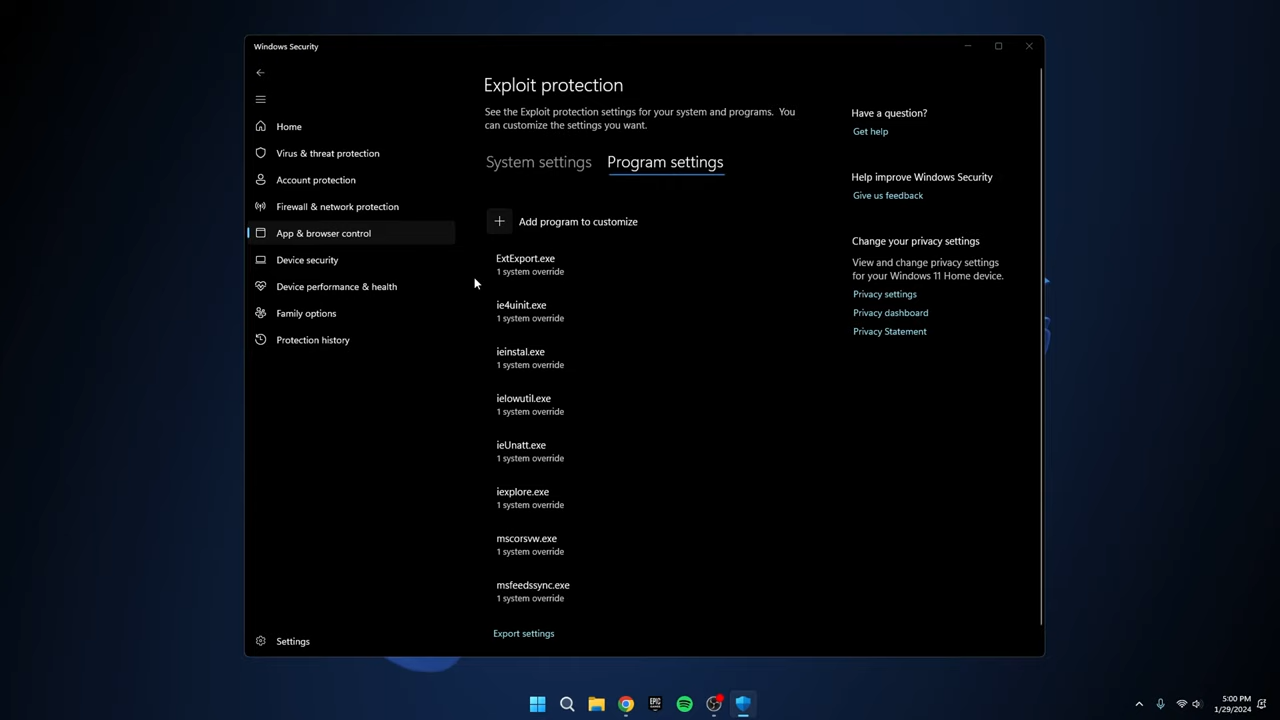 Windows Security
Exploit protection
See the Exploit protection settings for your system and programs. You
can customize the settings you want.
System settings
Program settings
Home
Virus & threat protection
Account protection
Firewall & network protection
App & browser control
Device security
Device performance & health
Family options
Protection history
Settings
Add program to customize
ExtExport.exe
1 system override
ie4uinit.exe
1 system override
ieinstal.exe
1 system override
ielowutil.exe
1 system override
ieUnatt.exe
1 system override
iexplore.exe
1 system override
mscorsvw.exe
1 system override
msfeedssync.exe
1 system override
Export settings
Have a question?
Get help
Help improve Windows Security
Give us feedback
Change your privacy settings
View and change privacy settings
for your Windows 11 Home device.
Privacy settings
Privacy dashboard
Privacy Statement
EPIC
5:00 PM
1/29/2024